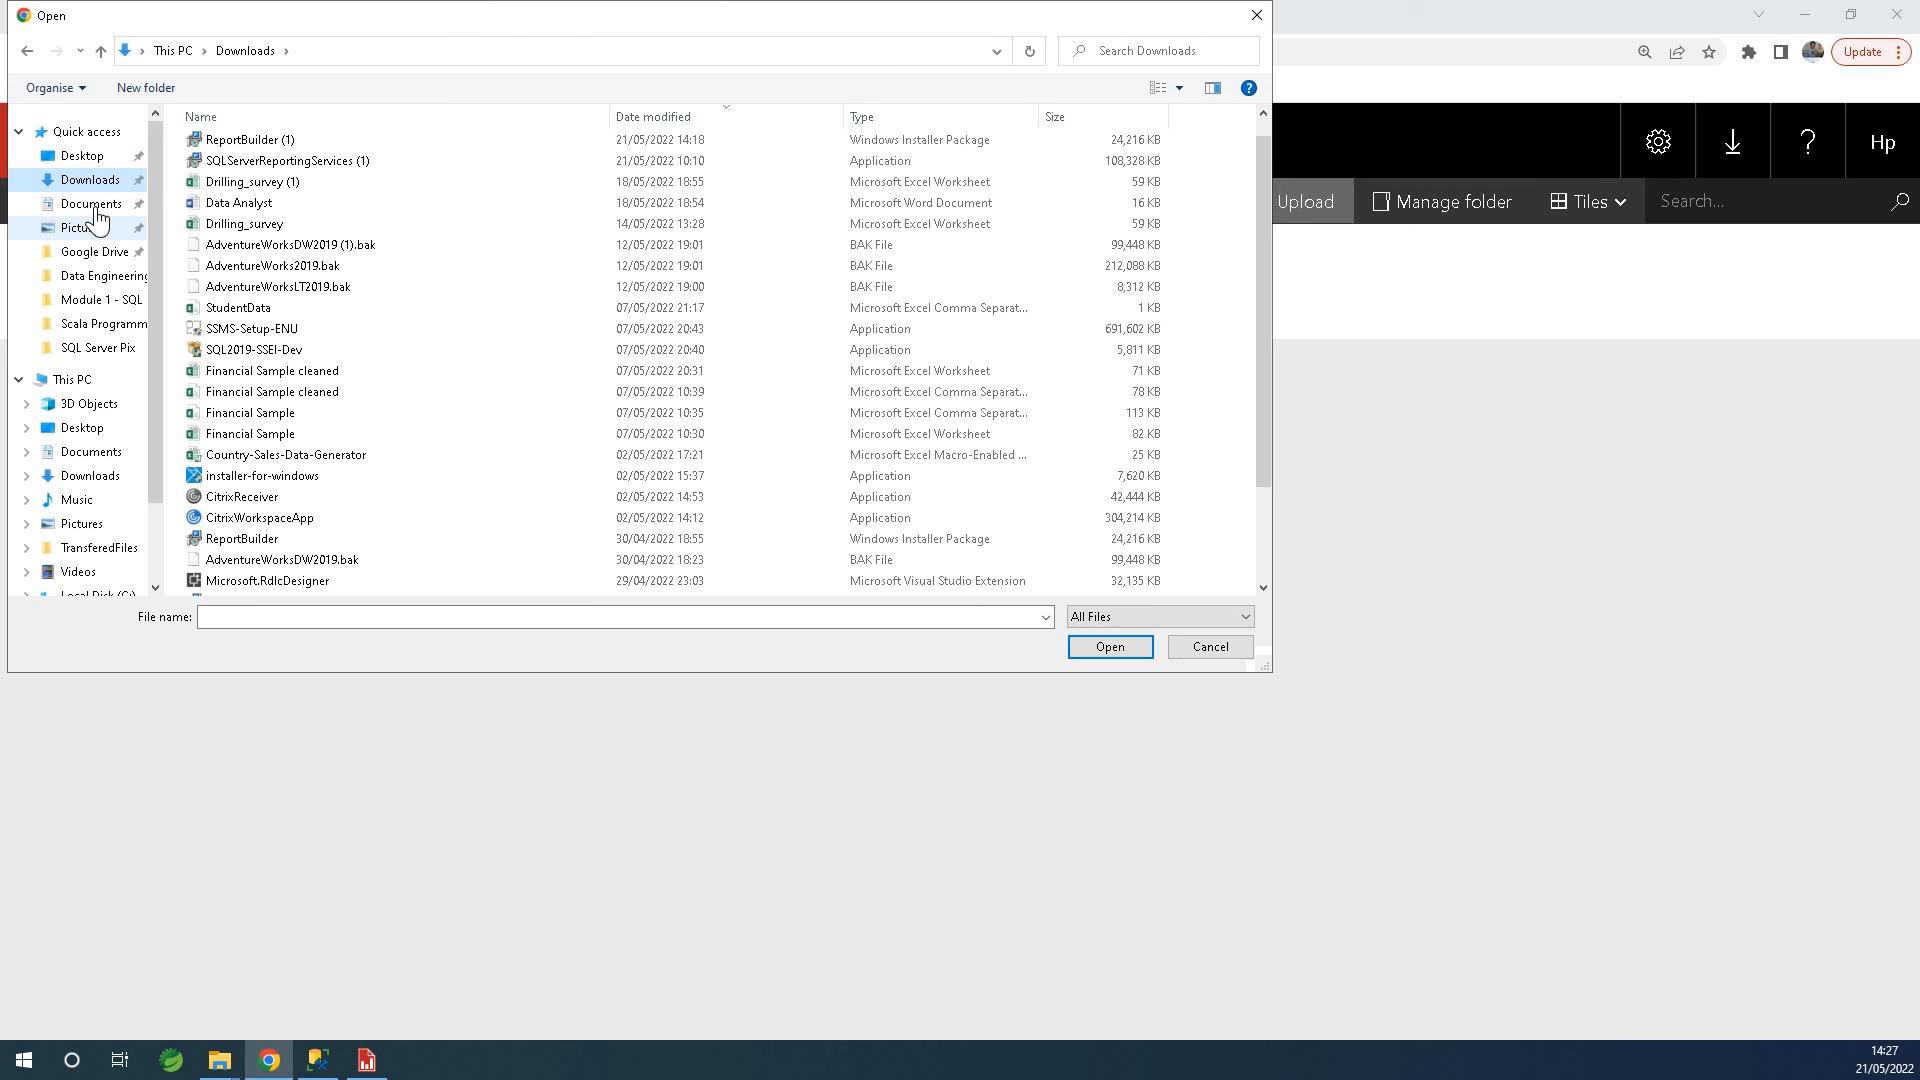 Open
This PC > Downloads >
Search Downloads
Update
Organise
New folder
Quick access
Desktop
Downloads
Documents
Google Drive
Data Engineering
Module 1 - SQL
Scala Programm
SQL Server Pix
This PC
3D Objects
Desktop
Documents
Downloads
Music
Pictures
TransferedFiles
Videos
Name Date modified Type Size
ReportBuilder (1) 21/05/2022 14:18 Windows Installer Package 24,216 KB
SQLServerReportingServices (1) 21/05/2022 10:10 Application 108,328 KB
Drilling_survey (1) 18/05/2022 18:55 Microsoft Excel Worksheet 59 KB
Data Analyst 18/05/2022 18:54 Microsoft Word Document 16 KB
Drilling_survey 14/05/2022 13:28 Microsoft Excel Worksheet 59 KB
AdventureWorksDW2019 (1).bak 12/05/2022 19:01 BAK File 99,448 KB
AdventureWorks2019.bak 12/05/2022 19:01 BAK File 212,088 KB
AdventureWorksLT2019.bak 12/05/2022 19:00 BAK File 8,312 KB
StudentData 07/05/2022 21:17 Microsoft Excel Comma Separat... 1 KB
SSMS-Setup-ENU 07/05/2022 20:43 Application 691,602 KB
SQL2019-SSEI-Dev 07/05/2022 20:40 Application 5,811 KB
Financial Sample cleaned 07/05/2022 20:31 Microsoft Excel Worksheet 71 KB
Financial Sample cleaned 07/05/2022 10:39 Microsoft Excel Comma Separat... 78 KB
Financial Sample 07/05/2022 10:35 Microsoft Excel Comma Separat... 113 KB
Financial Sample 07/05/2022 10:30 Microsoft Excel Worksheet 82 KB
Country-Sales-Data-Generator 02/05/2022 17:21 Microsoft Excel Macro-Enabled ... 25 KB
installer-for-windows 02/05/2022 15:37 Application 7,620 KB
CitrixReceiver 02/05/2022 14:53 Application 42,444 KB
CitrixWorkspaceApp 02/05/2022 14:12 Application 304,214 KB
ReportBuilder 30/04/2022 18:55 Windows Installer Package 24,216 KB
AdventureWorksDW2019.bak 30/04/2022 18:23 BAK File 99,448 KB
Microsoft.RdlcDesigner 29/04/2022 23:03 Microsoft Visual Studio Extension 32,135 KB
File name:
All Files
Open Cancel
? Hp
Upload Manage folder Tiles Search...
14:27
21/05/2022